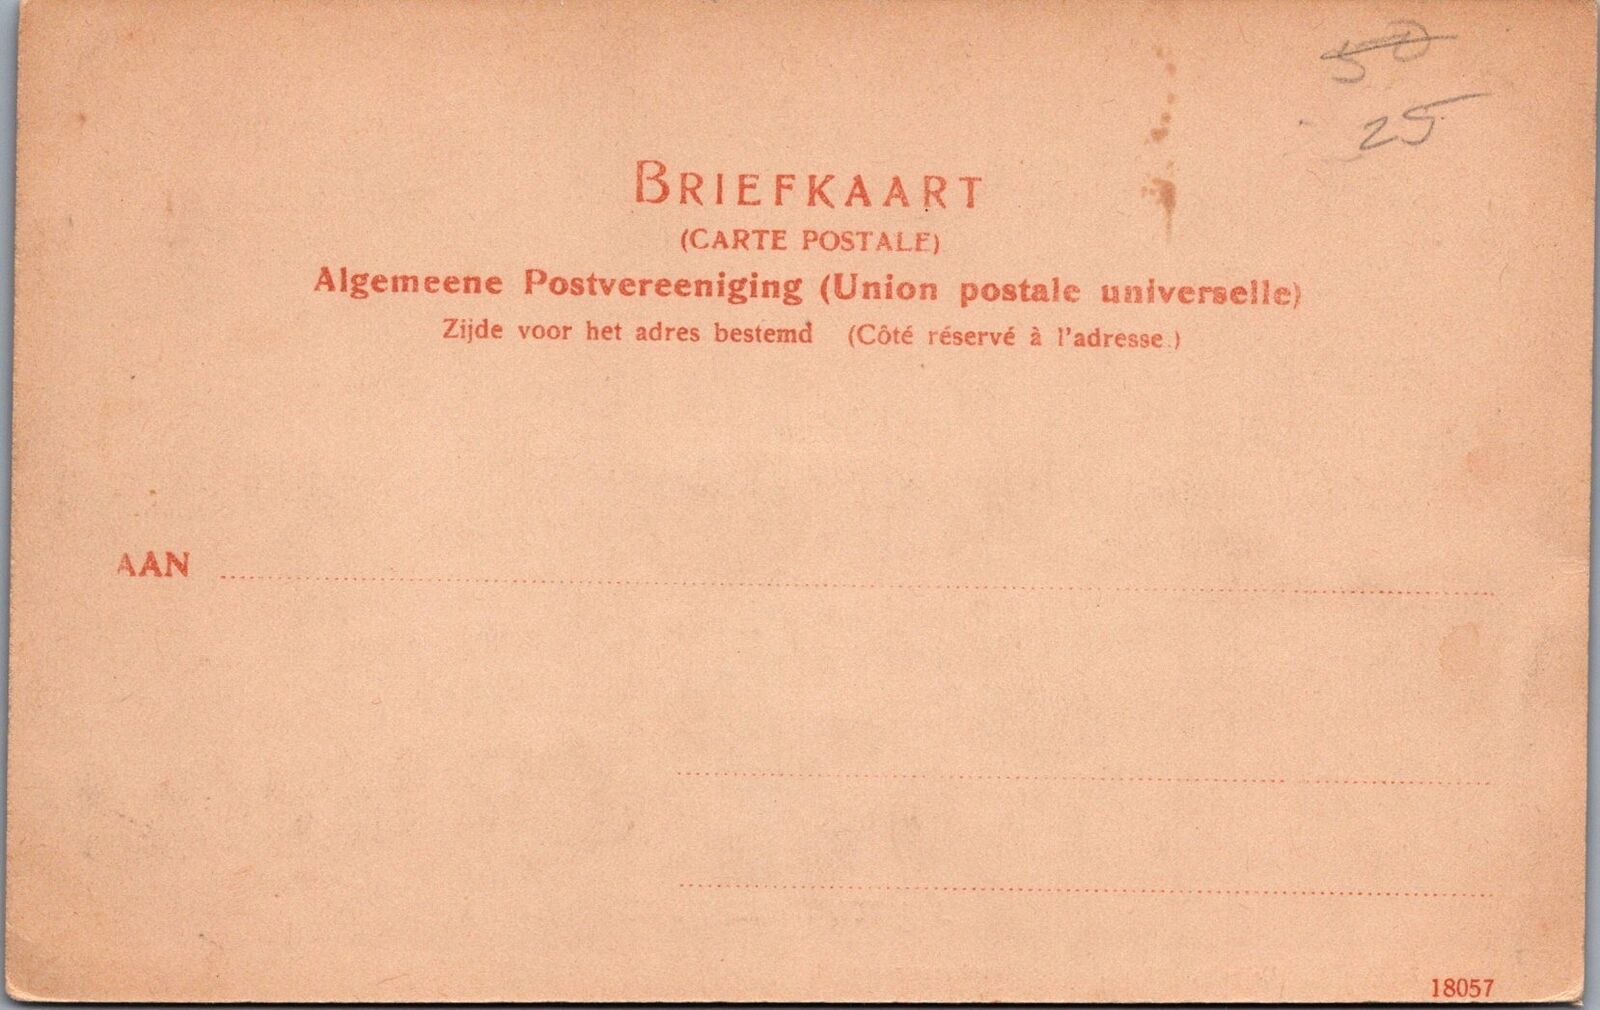 50
25
BRIEFKAART
(CARTE POSTALE)
Algemeene Postvereeniging (Union postale universelle)
Zijde voor het adres bestemd (Côté réservé à l'adresse.)
AAN
18057